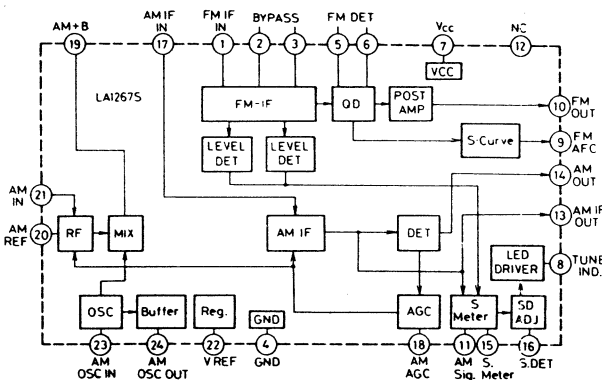 AM+B
AM IF IN
FM IF IN
BYPASS
FM DET
Vcc
NC
19
17
1
2
3
5
6
7
12
VCC
LA1267S
FM-IF
QD
POST AMP
10
FM OUT
LEVEL DET
LEVEL DET
S-Curve
9
FM AFC
14
AM OUT
AM IN
21
13
AM IF OUT
AM REF
20
RF
MIX
AM IF
DET
LED DRIVER
8
TUNE IND.
OSC
Buffer
Reg.
GND
AGC
S Meter
SD ADJ
23
24
22
4
18
11
15
16
AM OSC IN
AM OSC OUT
V REF
GND
AM AGC
AM Sig.
S. Meter
S.DET